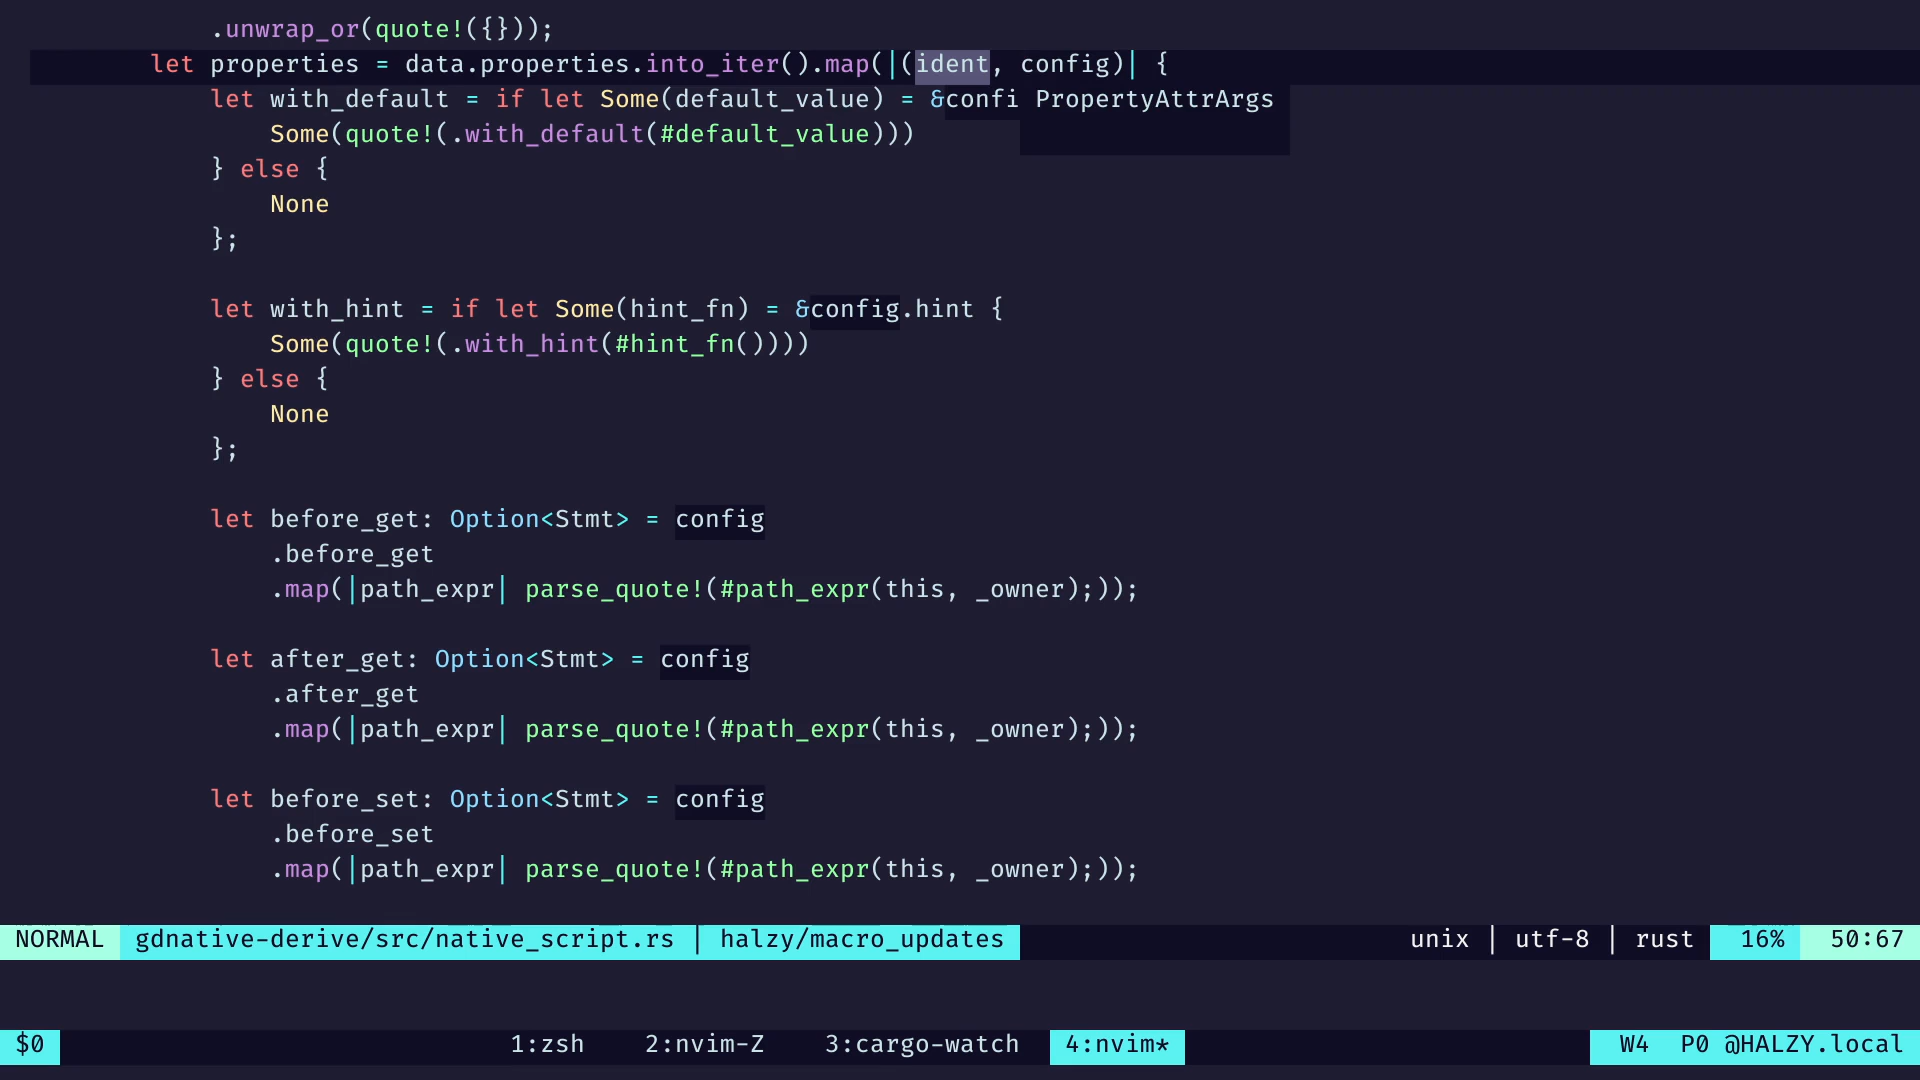 .unwrap_or(quote!({}));
let properties = data.properties.into_iter().map(|(ident, config)| {
let with_default = if let Some(default_value) = &confi PropertyAttrArgs
Some(quote!(.with_default(#default_value)))
} else {
None
};
let with_hint = if let Some(hint_fn) = &config.hint {
Some(quote!(.with_hint(#hint_fn())))
} else {
None
};
let before_get: Option<Stmt> = config
.before_get
.map(|path_expr| parse_quote!(#path_expr(this, _owner);));
let after_get: Option<Stmt> = config
.after_get
.map(|path_expr| parse_quote!(#path_expr(this, _owner);));
let before_set: Option<Stmt> = config
.before_set
.map(|path_expr| parse_quote!(#path_expr(this, _owner);));
NORMAL gdnative-derive/src/native_script.rs | halzy/macro_updates unix | utf-8 | rust 16% 50:67
$0 1:zsh 2:nvim-Z 3:cargo-watch 4:nvim* W4 P0 @HALZY.local